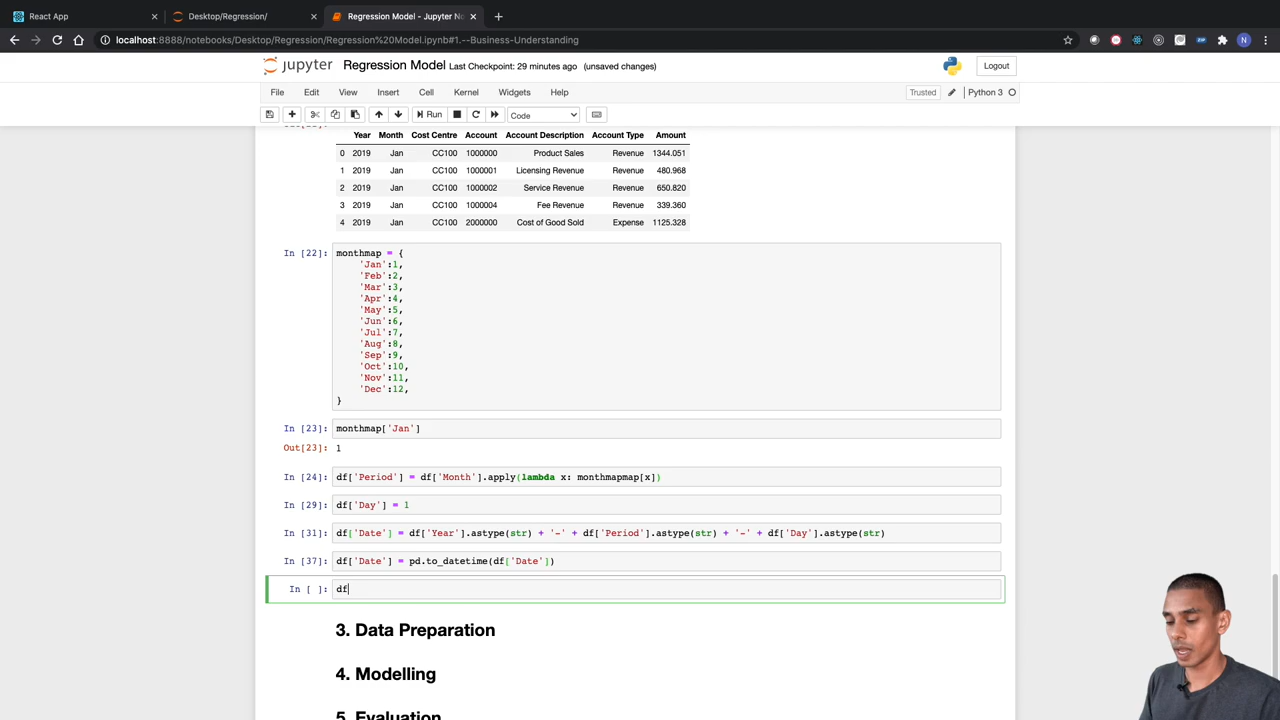 React App
Desktop/Regression/
Regression Model - Jupyter No
localhost:8888/notebooks/Desktop/Regression/Regression%20Model.ipynb#1.--Business-Understanding
jupyter Regression Model Last Checkpoint: 29 minutes ago (unsaved changes) Logout
File Edit View Insert Cell Kernel Widgets Help Trusted Python 3
Run Code
Year Month Cost Centre Account Account Description Account Type Amount
0 2019 Jan CC100 1000000 Product Sales Revenue 1344.051
1 2019 Jan CC100 1000001 Licensing Revenue Revenue 480.968
2 2019 Jan CC100 1000002 Service Revenue Revenue 650.820
3 2019 Jan CC100 1000004 Fee Revenue Revenue 339.360
4 2019 Jan CC100 2000000 Cost of Good Sold Expense 1125.328
In [22]: monthmap = {
'Jan':1,
'Feb':2,
'Mar':3,
'Apr':4,
'May':5,
'Jun':6,
'Jul':7,
'Aug':8,
'Sep':9,
'Oct':10,
'Nov':11,
'Dec':12,
}
In [23]: monthmap['Jan']
Out[23]: 1
In [24]: df['Period'] = df['Month'].apply(lambda x: monthmapmap[x])
In [29]: df['Day'] = 1
In [31]: df['Date'] = df['Year'].astype(str) + '-' + df['Period'].astype(str) + '-' + df['Day'].astype(str)
In [37]: df['Date'] = pd.to_datetime(df['Date'])
In [ ]: df
3. Data Preparation
4. Modelling
5. Evaluation